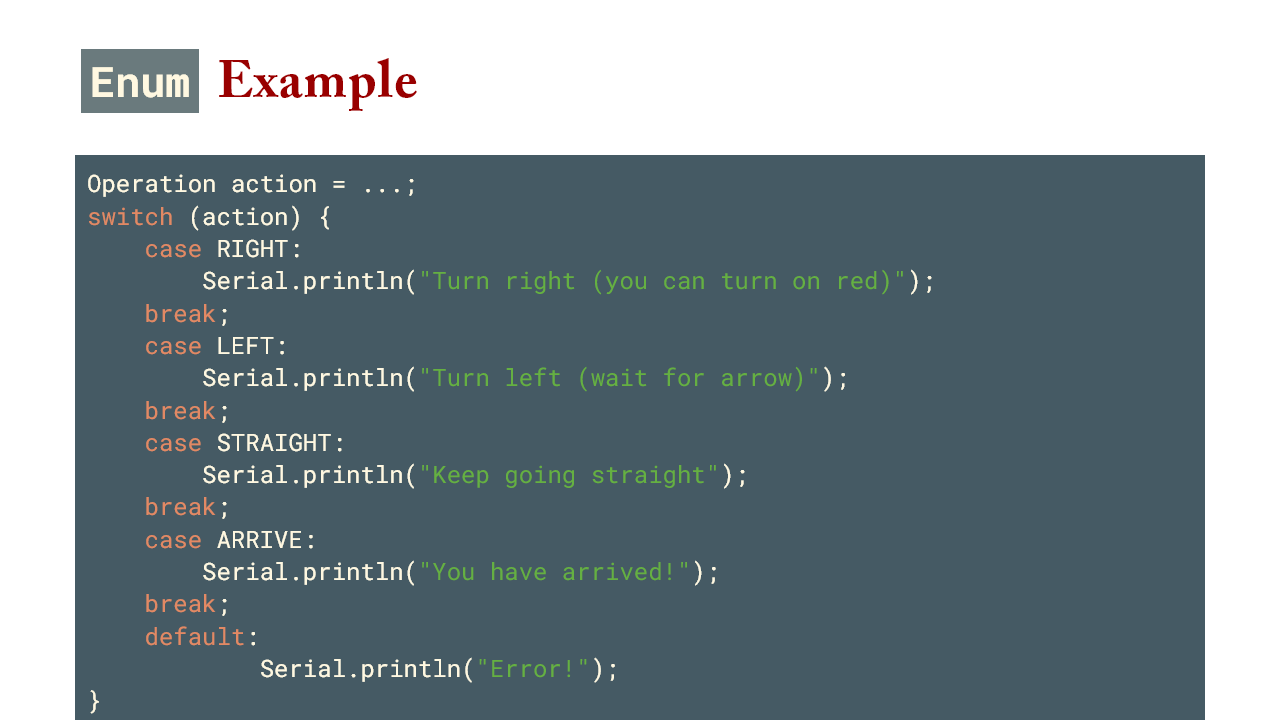 Enum Example
Operation action = ...;
switch (action) {
    case RIGHT:
        Serial.println("Turn right (you can turn on red)");
    break;
    case LEFT:
        Serial.println("Turn left (wait for arrow)");
    break;
    case STRAIGHT:
        Serial.println("Keep going straight");
    break;
    case ARRIVE:
        Serial.println("You have arrived!");
    break;
    default:
            Serial.println("Error!");
}